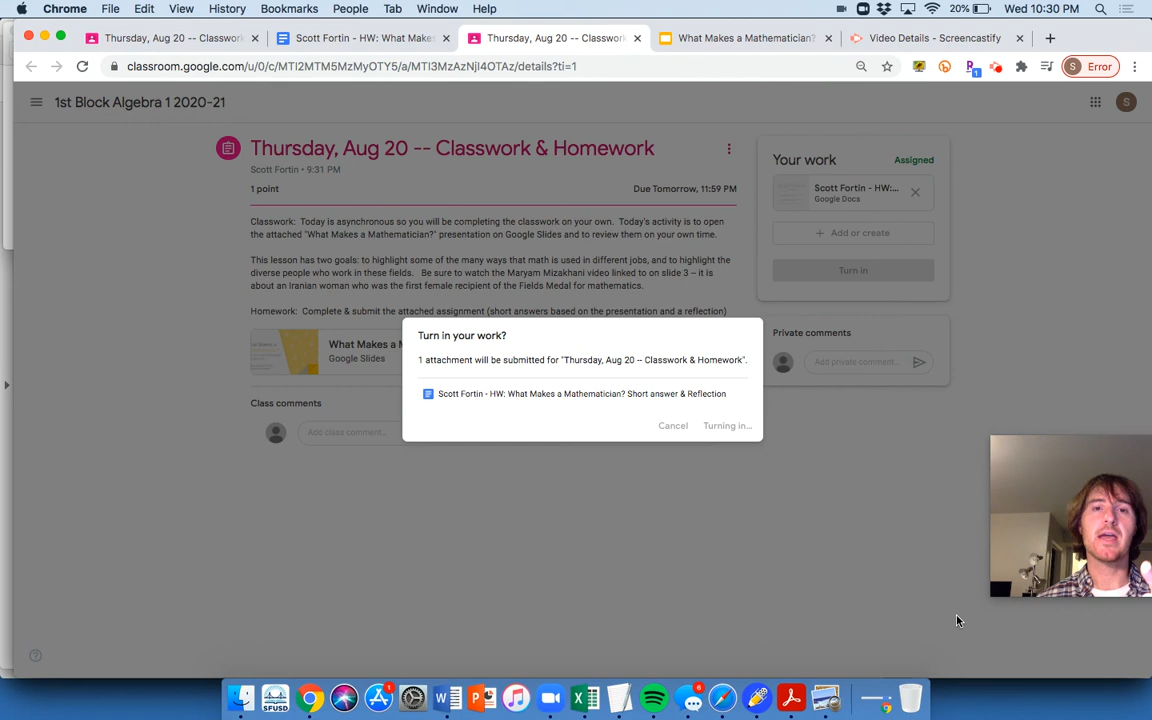 Chrome File Edit View History Bookmarks People Tab Window Help 20% Wed 10:30 PM
Thursday, Aug 20 -- Classwork Scott Fortin - HW: What Makes Thursday, Aug 20 -- Classwork What Makes a Mathematician? Video Details - Screencastify
classroom.google.com/u/0/c/MTI2MTM5MzMyOTY5/a/MTI3MzAzNjI4OTAz/details?ti=1 1 Error
1st Block Algebra 1 2020-21 S
Thursday, Aug 20 -- Classwork & Homework
Scott Fortin • 9:31 PM
1 point Due Tomorrow, 11:59 PM
Classwork: Today is asynchronous so you will be completing the classwork on your own. Today's activity is to open
the attached "What Makes a Mathematician?" presentation on Google Slides and to review them on your own time.
This lesson has two goals: to highlight some of the many ways that math is used in different jobs, and to highlight the
diverse people who work in these fields. Be sure to watch the Maryam Mizakhani video linked to on slide 3 – it is
about an Iranian woman who was the first female recipient of the Fields Medal for mathematics.
Homework: Complete & submit the attached assignment (short answers based on the presentation and a reflection)
What Makes a M
Google Slides
Class comments
Add class comment...
Your work Assigned
Scott Fortin - HW:...
Google Docs
+ Add or create
Turn in
Private comments
Add private comment...
Turn in your work?
1 attachment will be submitted for "Thursday, Aug 20 -- Classwork & Homework".
Scott Fortin - HW: What Makes a Mathematician? Short answer & Reflection
Cancel Turning in...
SFUSD 1 6